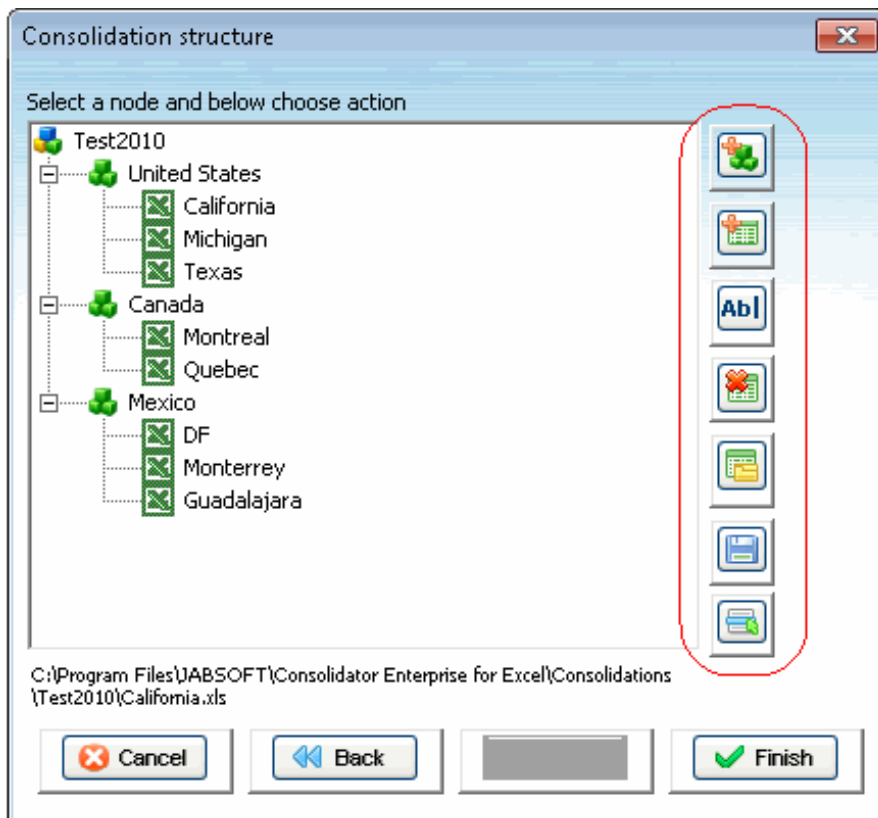 Consolidation structure
Select a node and below choose action
Test2010
United States
California
Michigan
Texas
Canada
Montreal
Quebec
Mexico
DF
Monterrey
Guadalajara
Ab
C:\Program Files\JABSOFT\Consolidator Enterprise for Excel\Consolidations
\Test2010\California.xls
Cancel
Back
Finish